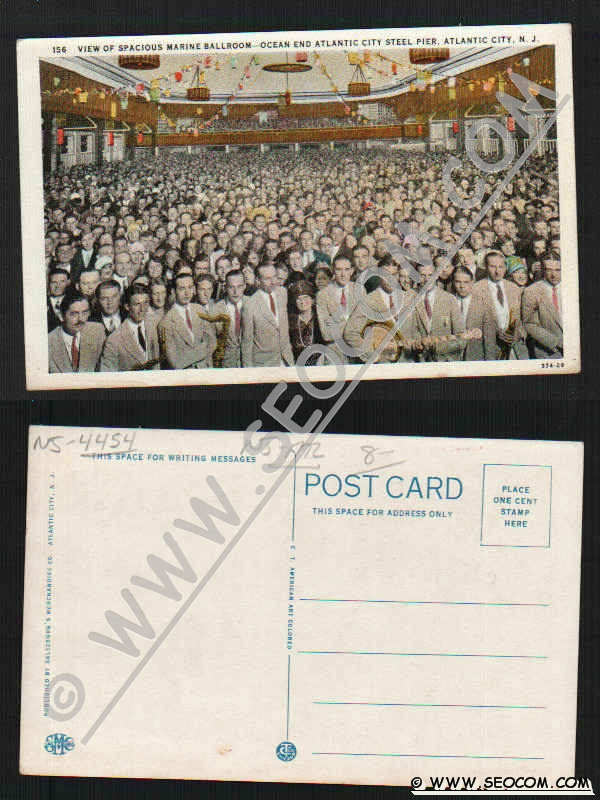 156 VIEW OF SPACIOUS MARINE BALLROOM—OCEAN END ATLANTIC CITY STEEL PIER, ATLANTIC CITY, N. J.
334-29
© WWW.SEOCOM.COM
NS-4454
8-
THIS SPACE FOR WRITING MESSAGES
POST CARD
THIS SPACE FOR ADDRESS ONLY
PLACE
ONE CENT
STAMP
HERE
PUBLISHED BY SALTZBURG'S MERCHANDISE CO. ATLANTIC CITY, N. J.
C. T. AMERICAN ART COLORED
© WWW.SEOCOM.COM